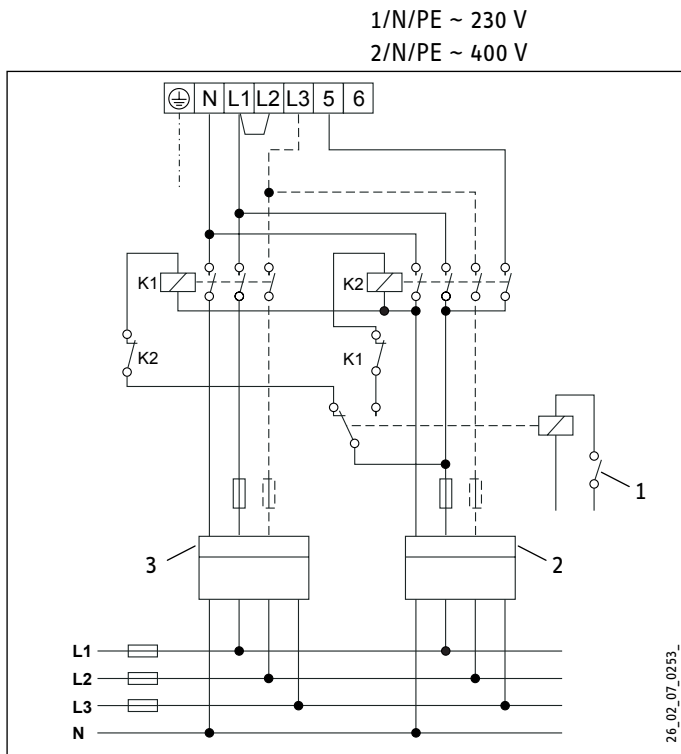 1/N/PE ~ 230 V
2/N/PE ~ 400 V
N L1 L2 L3 5 6
K1
K2
K2
K1
1
3
2
L1
L2
L3
N
26_02_07_0253_